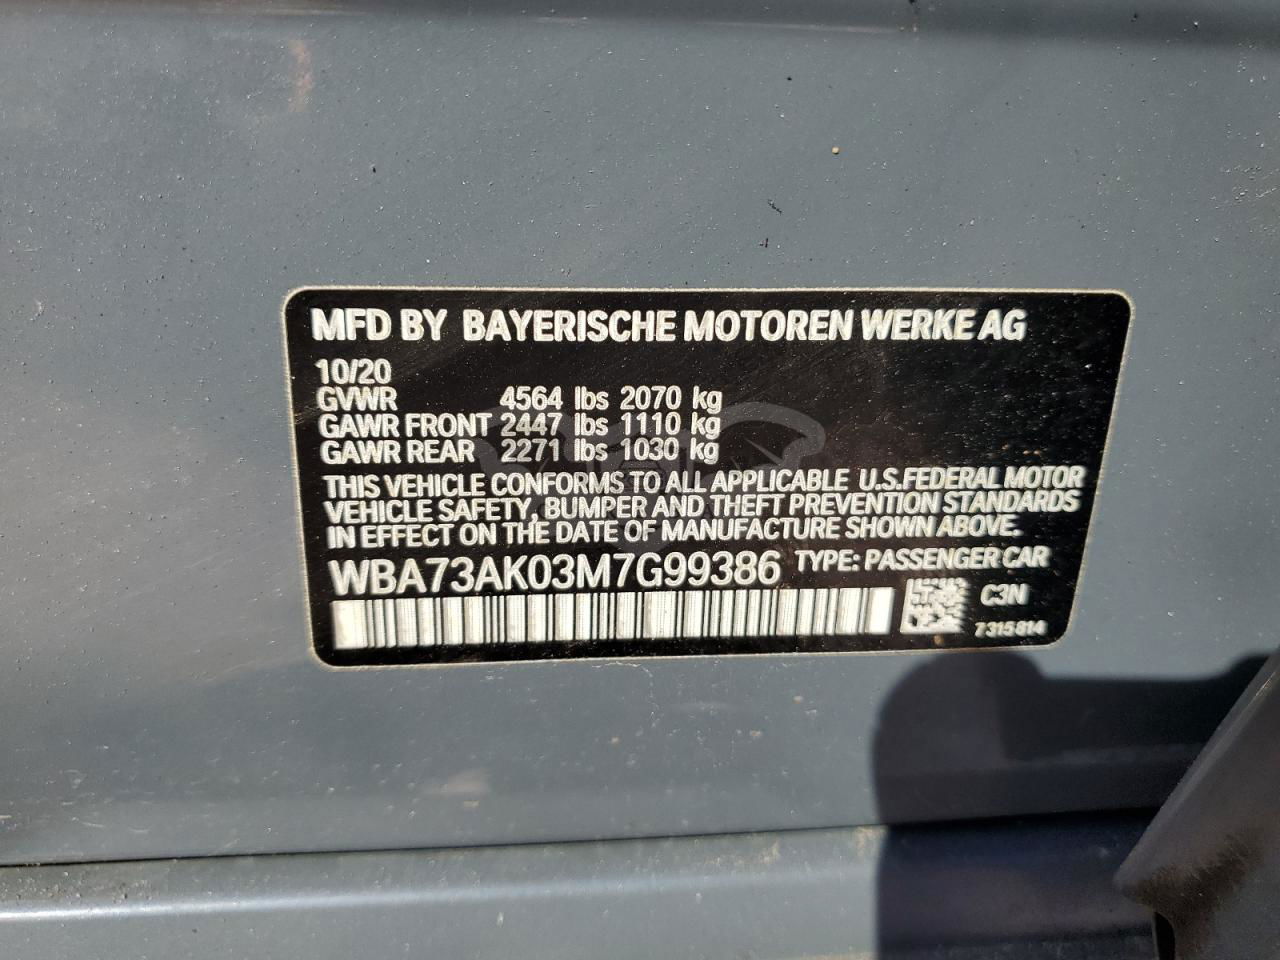 MFD BY BAYERISCHE MOTOREN WERKE AG
10/20
GVWR 4564 lbs 2070 kg
GAWR FRONT 2447 lbs 1110 kg
GAWR REAR 2271 lbs 1030 kg
THIS VEHICLE CONFORMS TO ALL APPLICABLE U.S.FEDERAL MOTOR
VEHICLE SAFETY, BUMPER AND THEFT PREVENTION STANDARDS
IN EFFECT ON THE DATE OF MANUFACTURE SHOWN ABOVE.
WBA73AK03M7G99386 TYPE: PASSENGER CAR
C3N
7315814